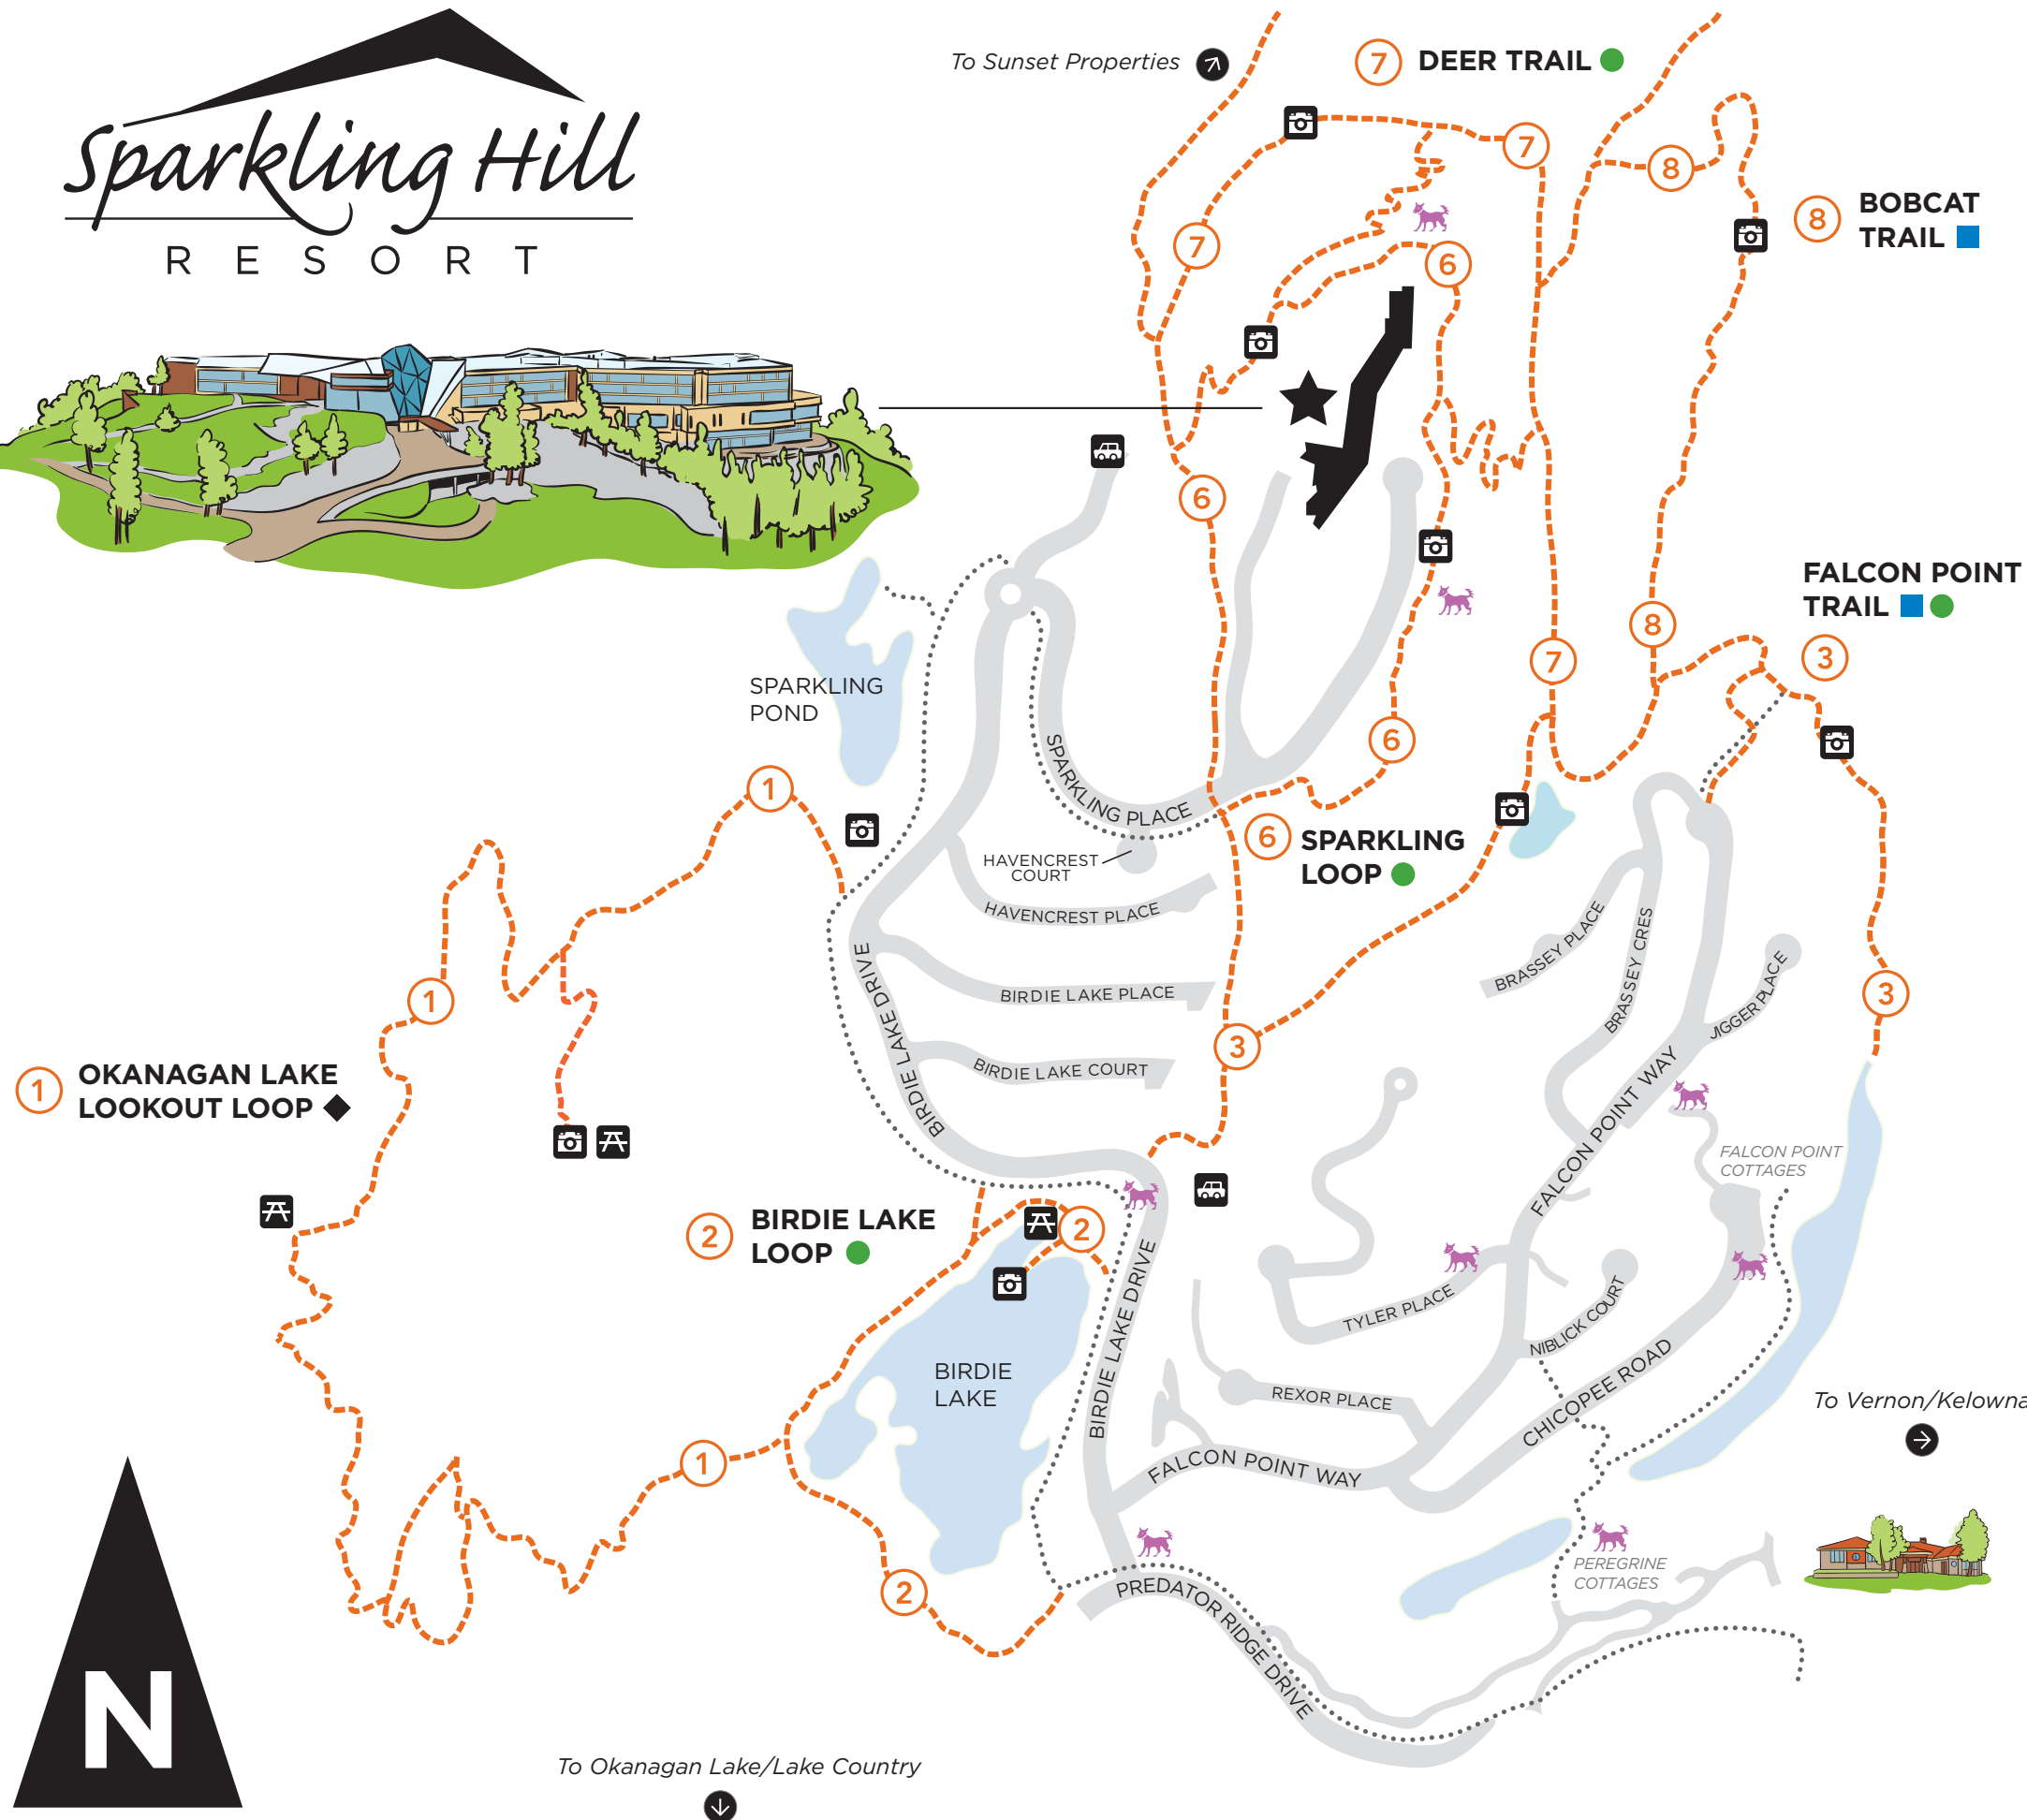 Sparkling Hill
RESORT
To Sunset Properties
7 DEER TRAIL
7
8
8 BOBCAT
TRAIL
7
6
6
FALCON POINT
TRAIL
3
8
7
SPARKLING
POND
6
SPARKLING PLACE
1
6 SPARKLING
LOOP
HAVENCREST
COURT
HAVENCREST PLACE
BRASSEY PLACE
BRASSEY CRES
JIGGER PLACE
BIRDIE LAKE DRIVE
BIRDIE LAKE PLACE
1
3
3
BIRDIE LAKE COURT
1 OKANAGAN LAKE
LOOKOUT LOOP
FALCON POINT WAY
FALCON POINT
COTTAGES
2 BIRDIE LAKE
LOOP
2
BIRDIE LAKE DRIVE
TYLER PLACE
NIBLICK COURT
BIRDIE
LAKE
REXOR PLACE
CHICOPEE ROAD
To Vernon/Kelowna
1
FALCON POINT WAY
2
PEREGRINE
COTTAGES
PREDATOR RIDGE DRIVE
N
To Okanagan Lake/Lake Country